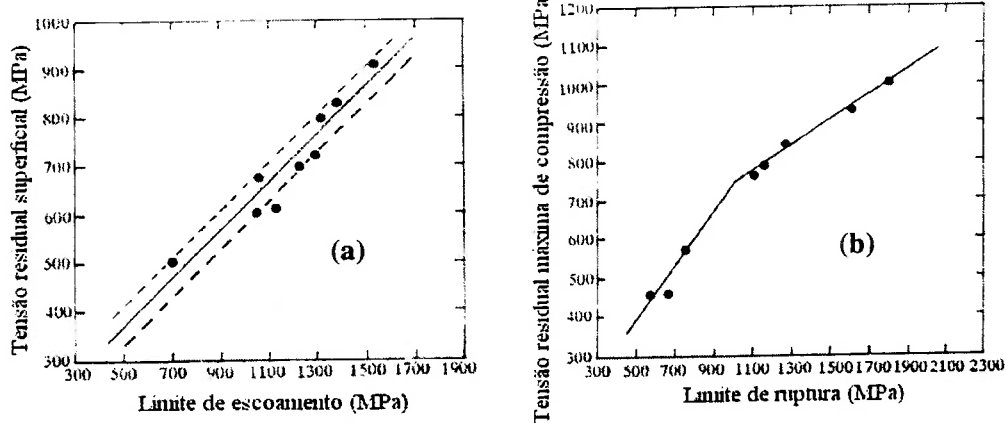 Tensão residual superficial (MPa)
1000
900
800
700
600
500
400
300
300 500 700 900 1100 1300 1500 1700 1900
Limite de escoamento (MPa)
(a)
Tensão residual máxima de compressão (MPa)
1200
1100
1000
900
800
700
600
500
400
300
300 500 700 900 1100 1300 1500 1700 1900 2100 2300
Limite de ruptura (MPa)
(b)